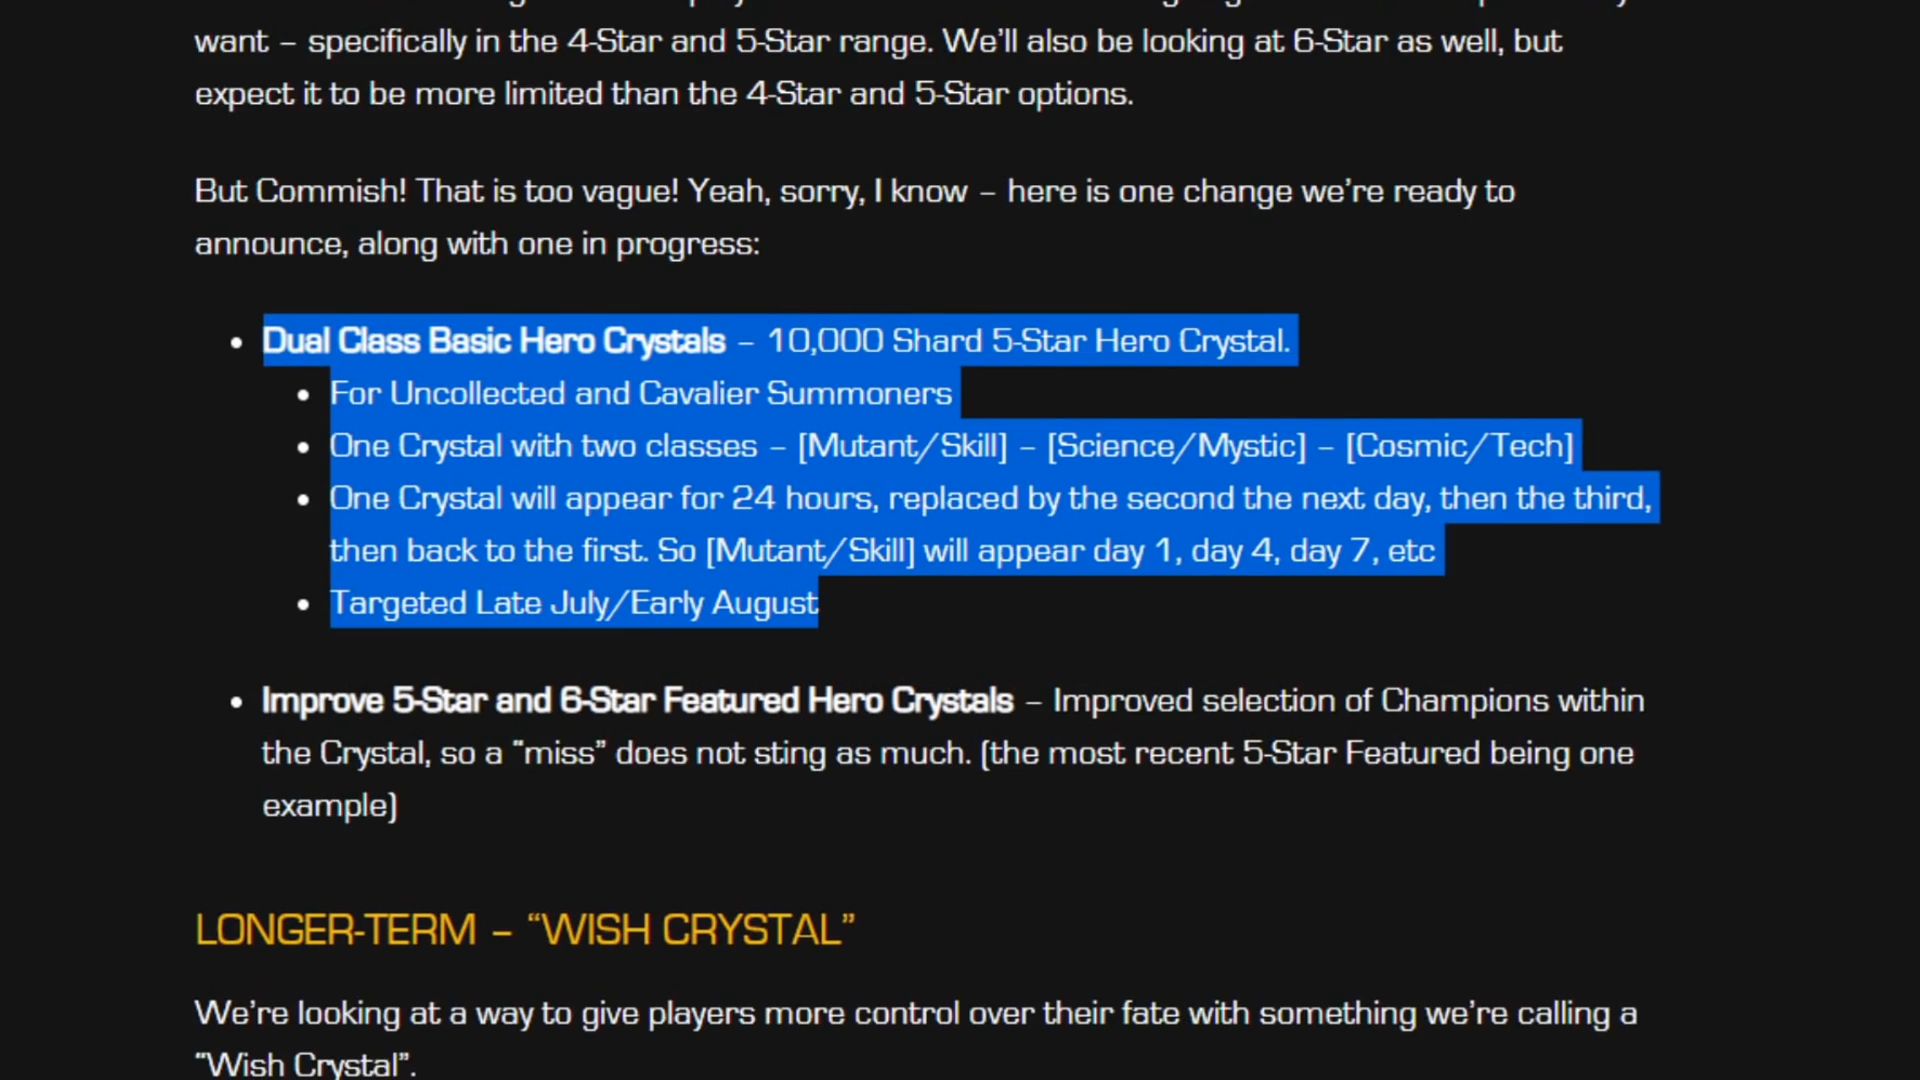 want – specifically in the 4-Star and 5-Star range. We’ll also be looking at 6-Star as well, but
expect it to be more limited than the 4-Star and 5-Star options.
But Commish! That is too vague! Yeah, sorry, I know – here is one change we’re ready to
announce, along with one in progress:
• Dual Class Basic Hero Crystals – 10,000 Shard 5-Star Hero Crystal.
• For Uncollected and Cavalier Summoners
• One Crystal with two classes – [Mutant/Skill] – [Science/Mystic] – [Cosmic/Tech]
• One Crystal will appear for 24 hours, replaced by the second the next day, then the third,
then back to the first. So [Mutant/Skill] will appear day 1, day 4, day 7, etc
• Targeted Late July/Early August
• Improve 5-Star and 6-Star Featured Hero Crystals – Improved selection of Champions within
the Crystal, so a “miss” does not sting as much. (the most recent 5-Star Featured being one
example)
LONGER-TERM – “WISH CRYSTAL”
We’re looking at a way to give players more control over their fate with something we’re calling a
“Wish Crystal”.